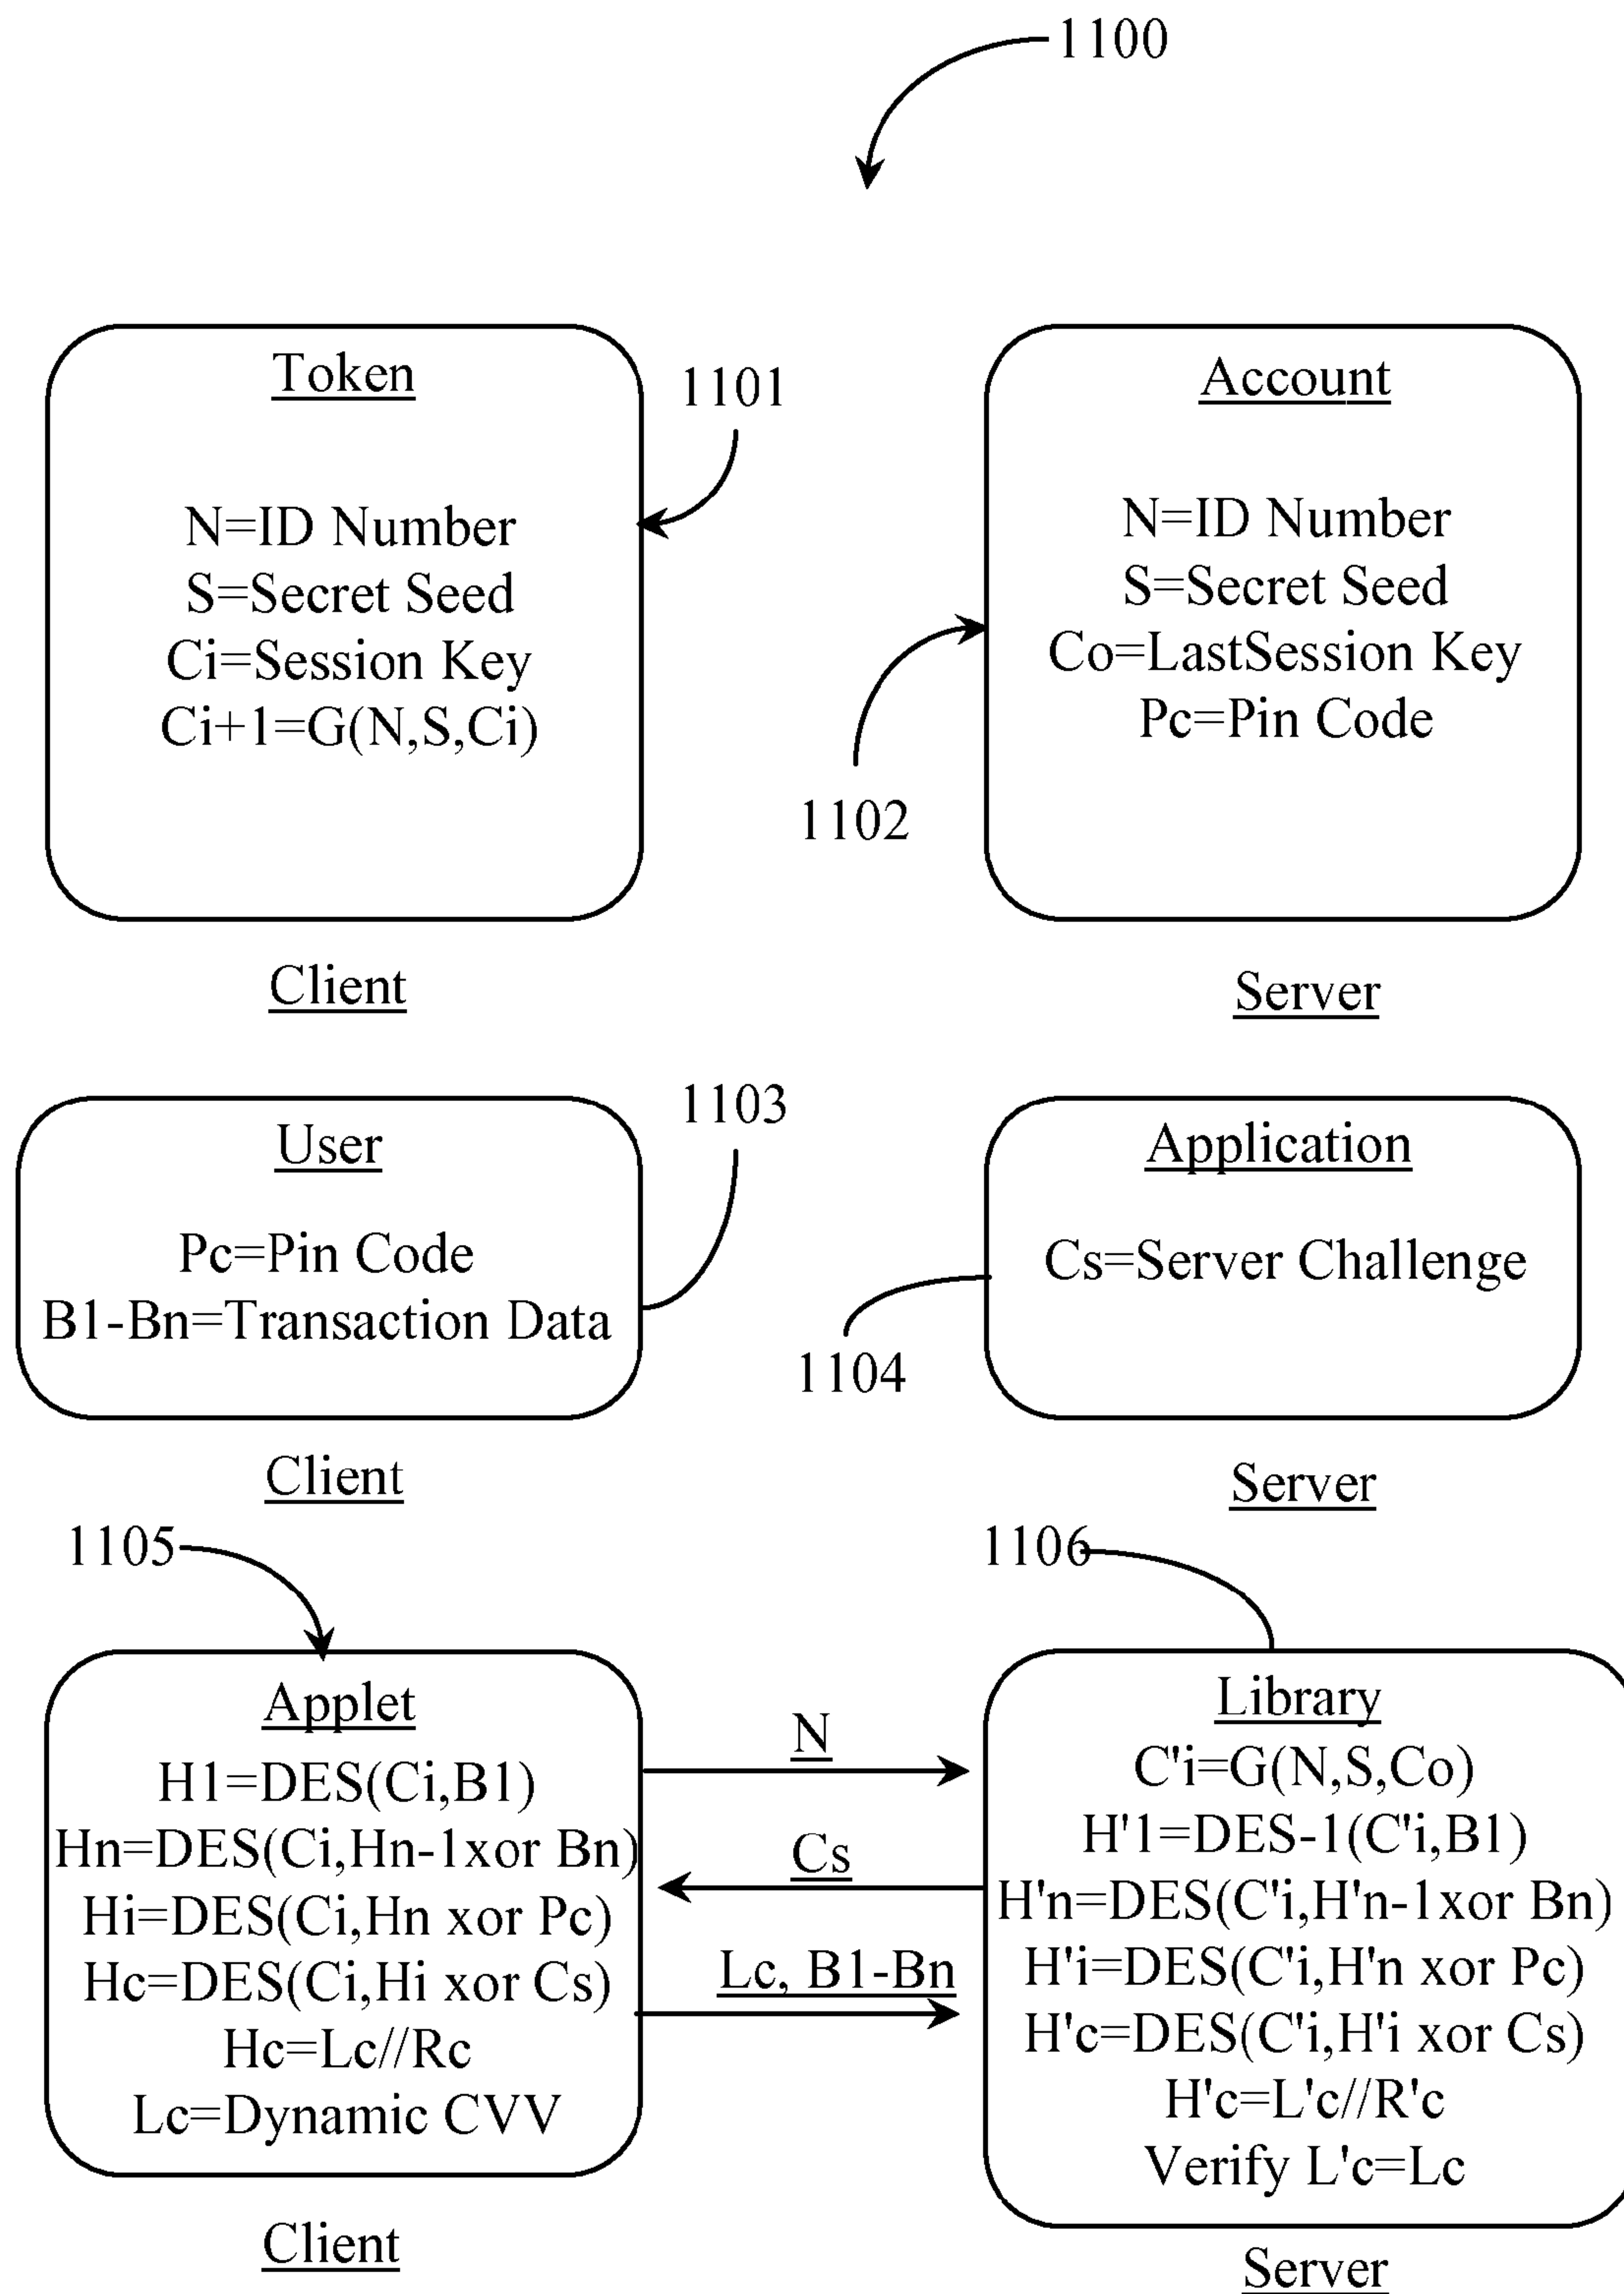 1100
Token
N=ID Number
S=Secret Seed
Ci=Session Key
Ci+1=G(N,S,Ci)
1101
Client
Account
N=ID Number
S=Secret Seed
Co=LastSession Key
Pc=Pin Code
1102
Server
User
Pc=Pin Code
B1-Bn=Transaction Data
1103
Client
Application
Cs=Server Challenge
1104
Server
1105
Applet
H1=DES(Ci,B1)
Hn=DES(Ci,Hn-1xor Bn)
Hi=DES(Ci,Hn xor Pc)
Hc=DES(Ci,Hi xor Cs)
Hc=Lc//Rc
Lc=Dynamic CVV
Client
N
Cs
Lc, B1-Bn
1106
Library
C'i=G(N,S,Co)
H'1=DES-1(C'i,B1)
H'n=DES(C'i,H'n-1xor Bn)
H'i=DES(C'i,H'n xor Pc)
H'c=DES(C'i,H'i xor Cs)
H'c=L'c//R'c
Verify L'c=Lc
Server